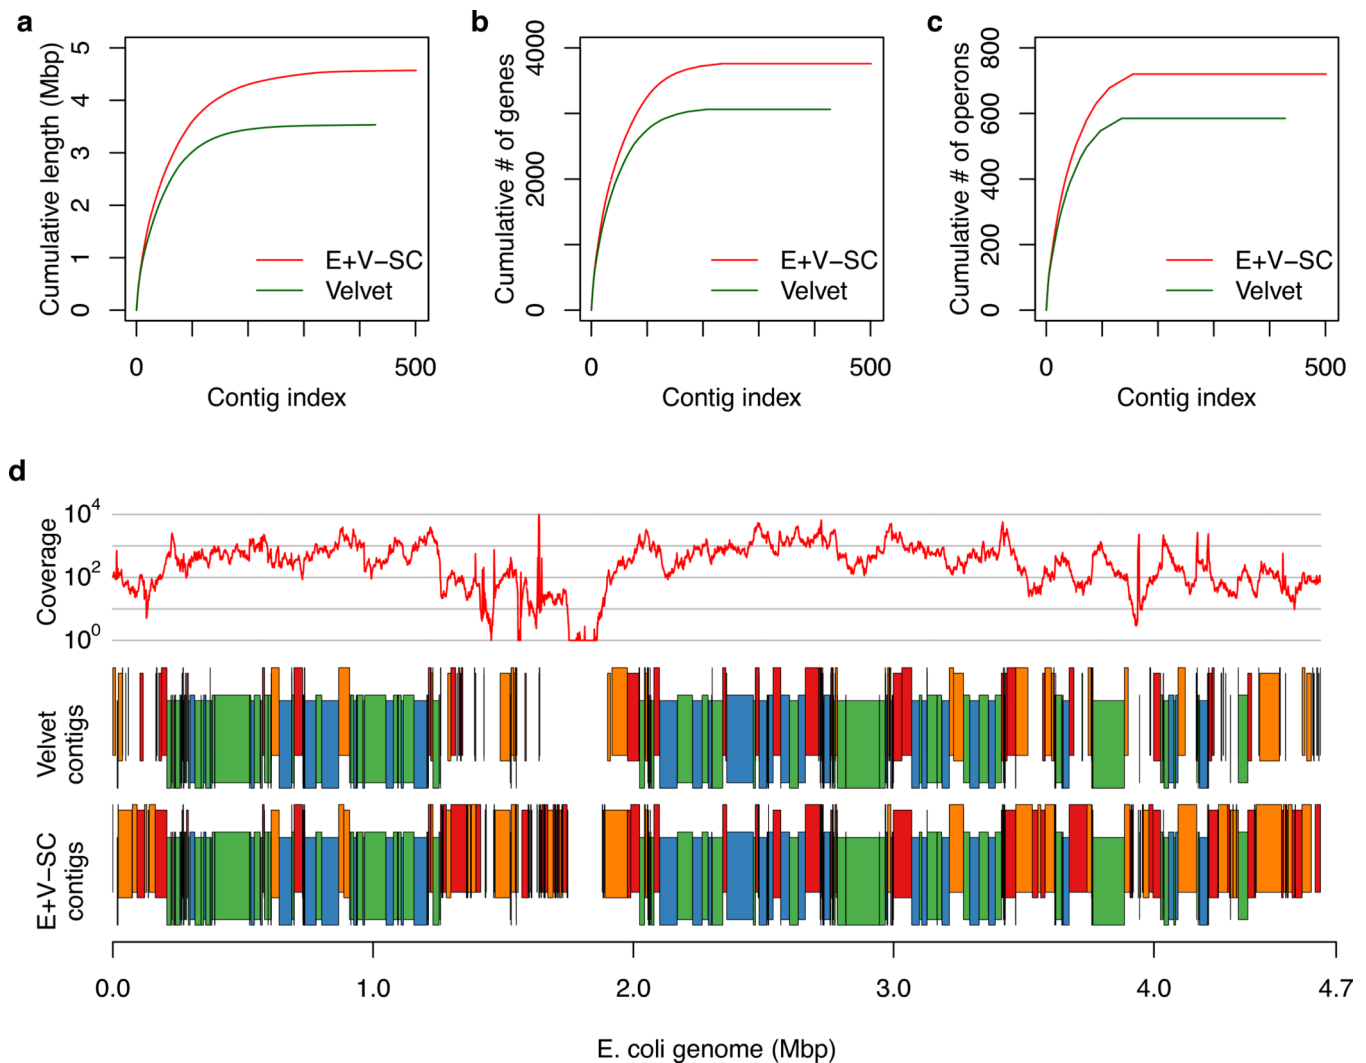 a
Cumulative length (Mbp)
5
4
3
2
1
0
E+V−SC
Velvet
0 500
Contig index
b
Cumulative # of genes
4000
2000
0
E+V−SC
Velvet
0 500
Contig index
c
Cumulative # of operons
800
600
400
200
0
E+V−SC
Velvet
0 500
Contig index
d
Coverage
10^4
10^2
10^0
Velvet
contigs
E+V−SC
contigs
0.0 1.0 2.0 3.0 4.0 4.7
E. coli genome (Mbp)